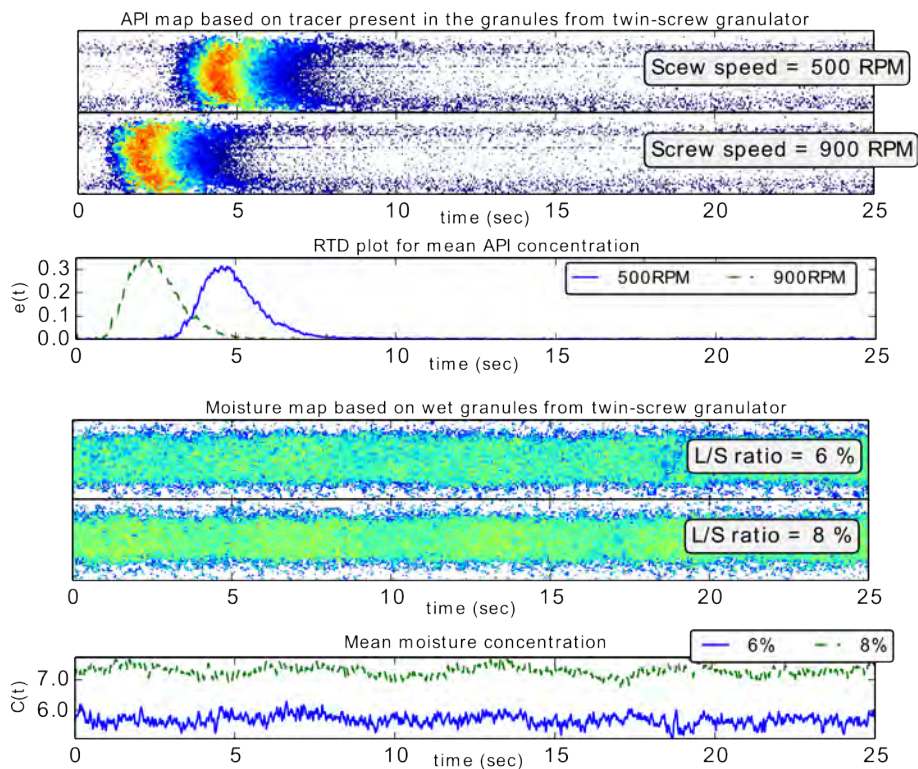 API map based on tracer present in the granules from twin-screw granulator
Scew speed = 500 RPM
Screw speed = 900 RPM
0 5 10 15 20 25
time (sec)
RTD plot for mean API concentration
e(t)
0.3
0.2
0.1
0.0
500RPM 900RPM
0 5 10 15 20 25
time (sec)
Moisture map based on wet granules from twin-screw granulator
L/S ratio = 6 %
L/S ratio = 8 %
0 5 10 15 20 25
time (sec)
Mean moisture concentration
6% 8%
C(t)
7.0
6.0
0 5 10 15 20 25
time (sec)